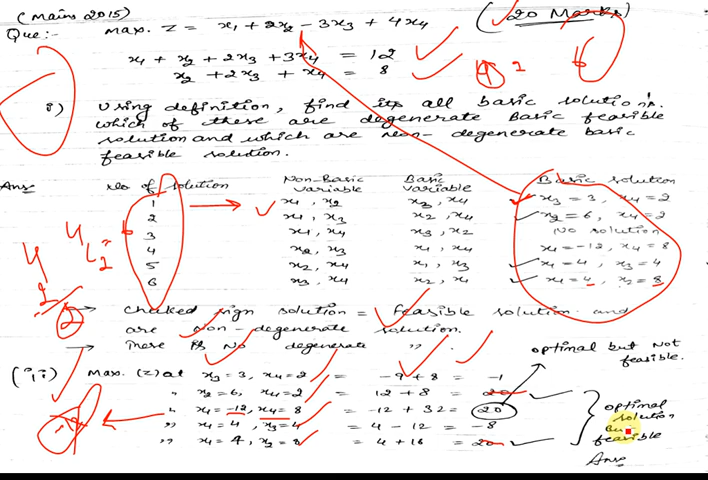 (Mains 2015)
Que:- Max. Z = x1 + 2x2 - 3x3 + 4x4 (20 Marks)
x1 + x2 + 2x3 + 3x4 = 12
x2 + 2x3 + x4 = 8
i) Using definition, find its all basic solutions.
which of these are degenerate Basic feasible
solution and which are non-degenerate basic
feasible solution.
Ans No of solution Non-Basic variable Basic variable Basic solution
1 x1, x2 x3, x4 x3 = 3, x4 = 2
2 x1, x3 x2, x4 x2 = 6, x4 = 2
3 x1, x4 x3, x2 No solution
4 x2, x3 x1, x4 x1 = -12, x4 = 8
5 x2, x4 x1, x3 x1 = 4, x3 = 4
6 x3, x4 x2, x1 x1 = 4, x2 = 8
→ Chaked sign solution = feasible solution and
are Non-degenerate solution.
→ There is No degenerate " .
optimal but Not feasible.
(ii) Max. (Z) at x3 = 3, x4 = 2 = -9 + 8 = -1
" x2 = 6, x4 = 2 = 12 + 8 = 20
" x1 = -12, x4 = 8 = -12 + 32 = 20
" x1 = 4, x3 = 4 = 4 - 12 = -8
" x1 = 4, x2 = 8 = 4 + 16 = 20
optimal
solution
feasible
Ans